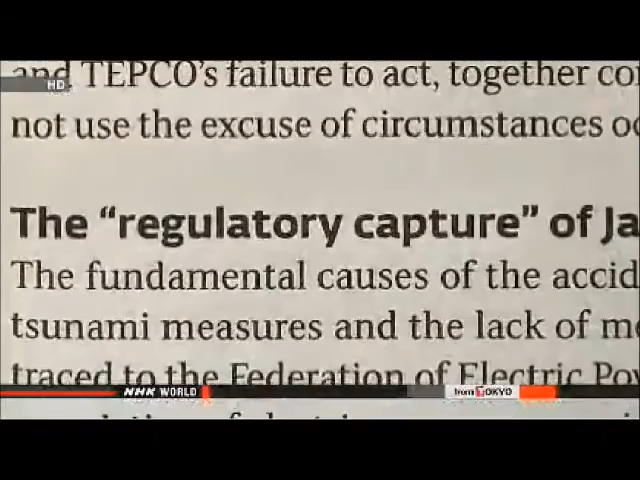 and TEPCO's failure to act, together
HD
not use the excuse of circumstances
The “regulatory capture” of
The fundamental causes of the
tsunami measures and the lack of
traced to the Federation of Electric
NHK WORLD
from TOKYO